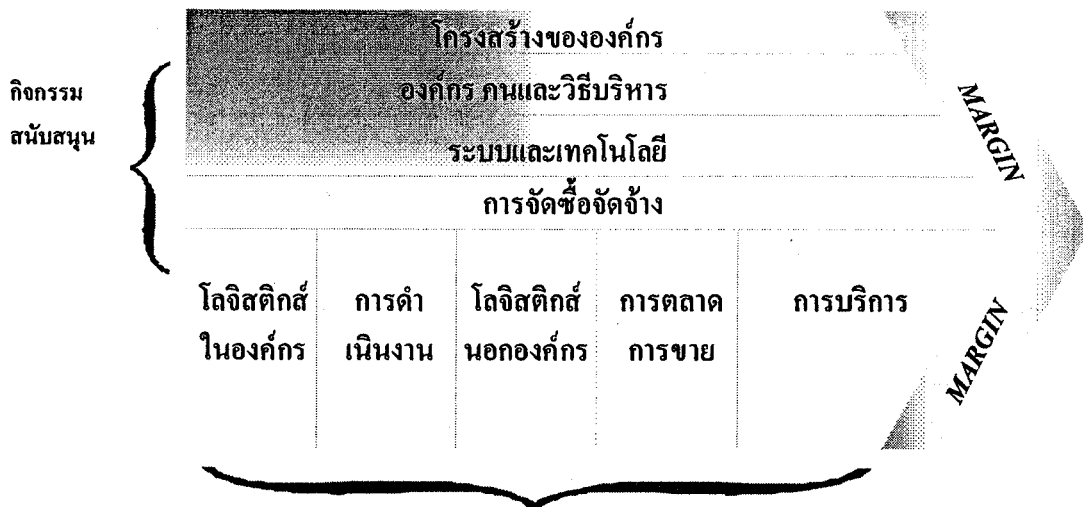 โครงสร้างขององค์กร
กิจกรรม
สนับสนุน
องค์กร คนและวิธีบริหาร
ระบบและเทคโนโลยี
การจัดซื้อจัดจ้าง
MARGIN
โลจิสติกส์
ในองค์กร
การดำ
เนินงาน
โลจิสติกส์
นอกองค์กร
การตลาด
การขาย
การบริการ
MARGIN